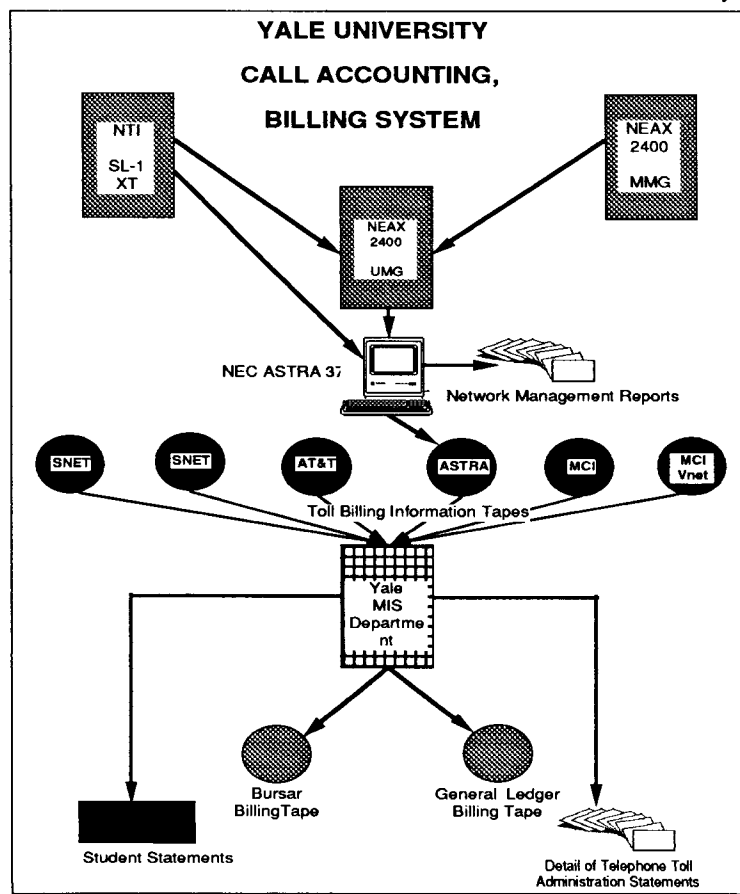 YALE UNIVERSITY
CALL ACCOUNTING,
BILLING SYSTEM
NTI
SL-1
XT
NEAX
2400
MMG
NEAX
2400
UMG
NEC ASTRA 37
Network Management Reports
SNET
SNET
AT&T
ASTRA
MCI
MCI
Vnet
Toll Billing Information Tapes
Yale
MIS
Departme
nt
Bursar
BillingTape
General Ledger
Billing Tape
Student Statements
Detail of Telephone Toll
Administration Statements